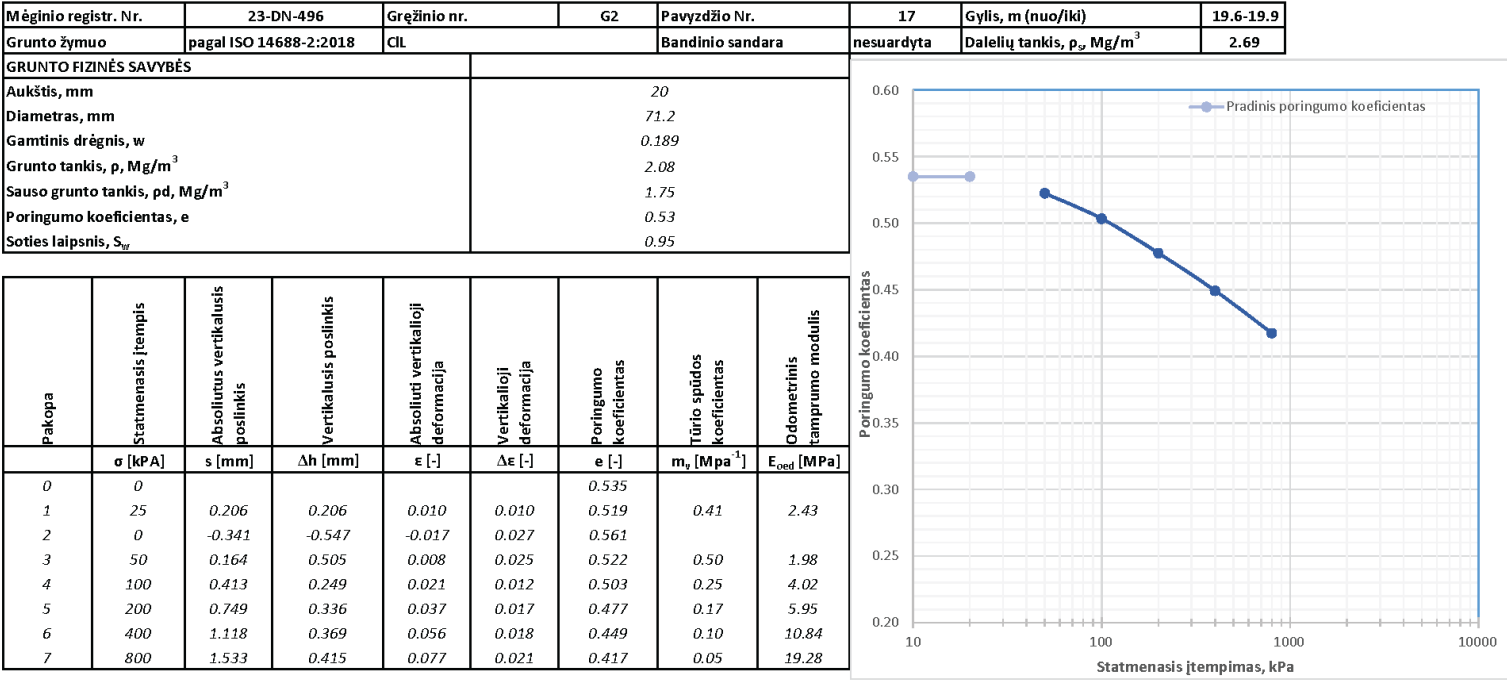 Mėginio registr. Nr. 23-DN-496 Gręžinio nr. G2 Pavyzdžio Nr. 17 Gylis, m (nuo/iki) 19.6-19.9
Grunto žymuo pagal ISO 14688-2:2018 ClL Bandinio sandara nesuardyta Dalelių tankis, ρs, Mg/m³ 2.69
GRUNTO FIZINĖS SAVYBĖS
Aukštis, mm 20
Diametras, mm 71.2
Gamtinis drėgnis, w 0.189
Grunto tankis, ρ, Mg/m³ 2.08
Sauso grunto tankis, ρd, Mg/m³ 1.75
Poringumo koeficientas, e 0.53
Soties laipsnis, Sw 0.95
Pakopa
Statmenasis įtempis
Absoliutus vertikalusis
poslinkis
Vertikalusis poslinkis
Absoliuti vertikalioji
deformacija
Vertikalioji
deformacija
Poringumo
koeficientas
Tūrio spūdos
koeficientas
Odometrinis
tamprumo modulis
σ [kPA] s [mm] Δh [mm] ε [-] Δε [-] e [-] mv [Mpa⁻¹] Eoed [MPa]
0 0 0.535
1 25 0.206 0.206 0.010 0.010 0.519 0.41 2.43
2 0 -0.341 -0.547 -0.017 0.027 0.561
3 50 0.164 0.505 0.008 0.025 0.522 0.50 1.98
4 100 0.413 0.249 0.021 0.012 0.503 0.25 4.02
5 200 0.749 0.336 0.037 0.017 0.477 0.17 5.95
6 400 1.118 0.369 0.056 0.018 0.449 0.10 10.84
7 800 1.533 0.415 0.077 0.021 0.417 0.05 19.28
Pradinis poringumo koeficientas
Poringumo koeficientas
0.60
0.55
0.50
0.45
0.40
0.35
0.30
0.25
0.20
10 100 1000 10000
Statmenasis įtempimas, kPa